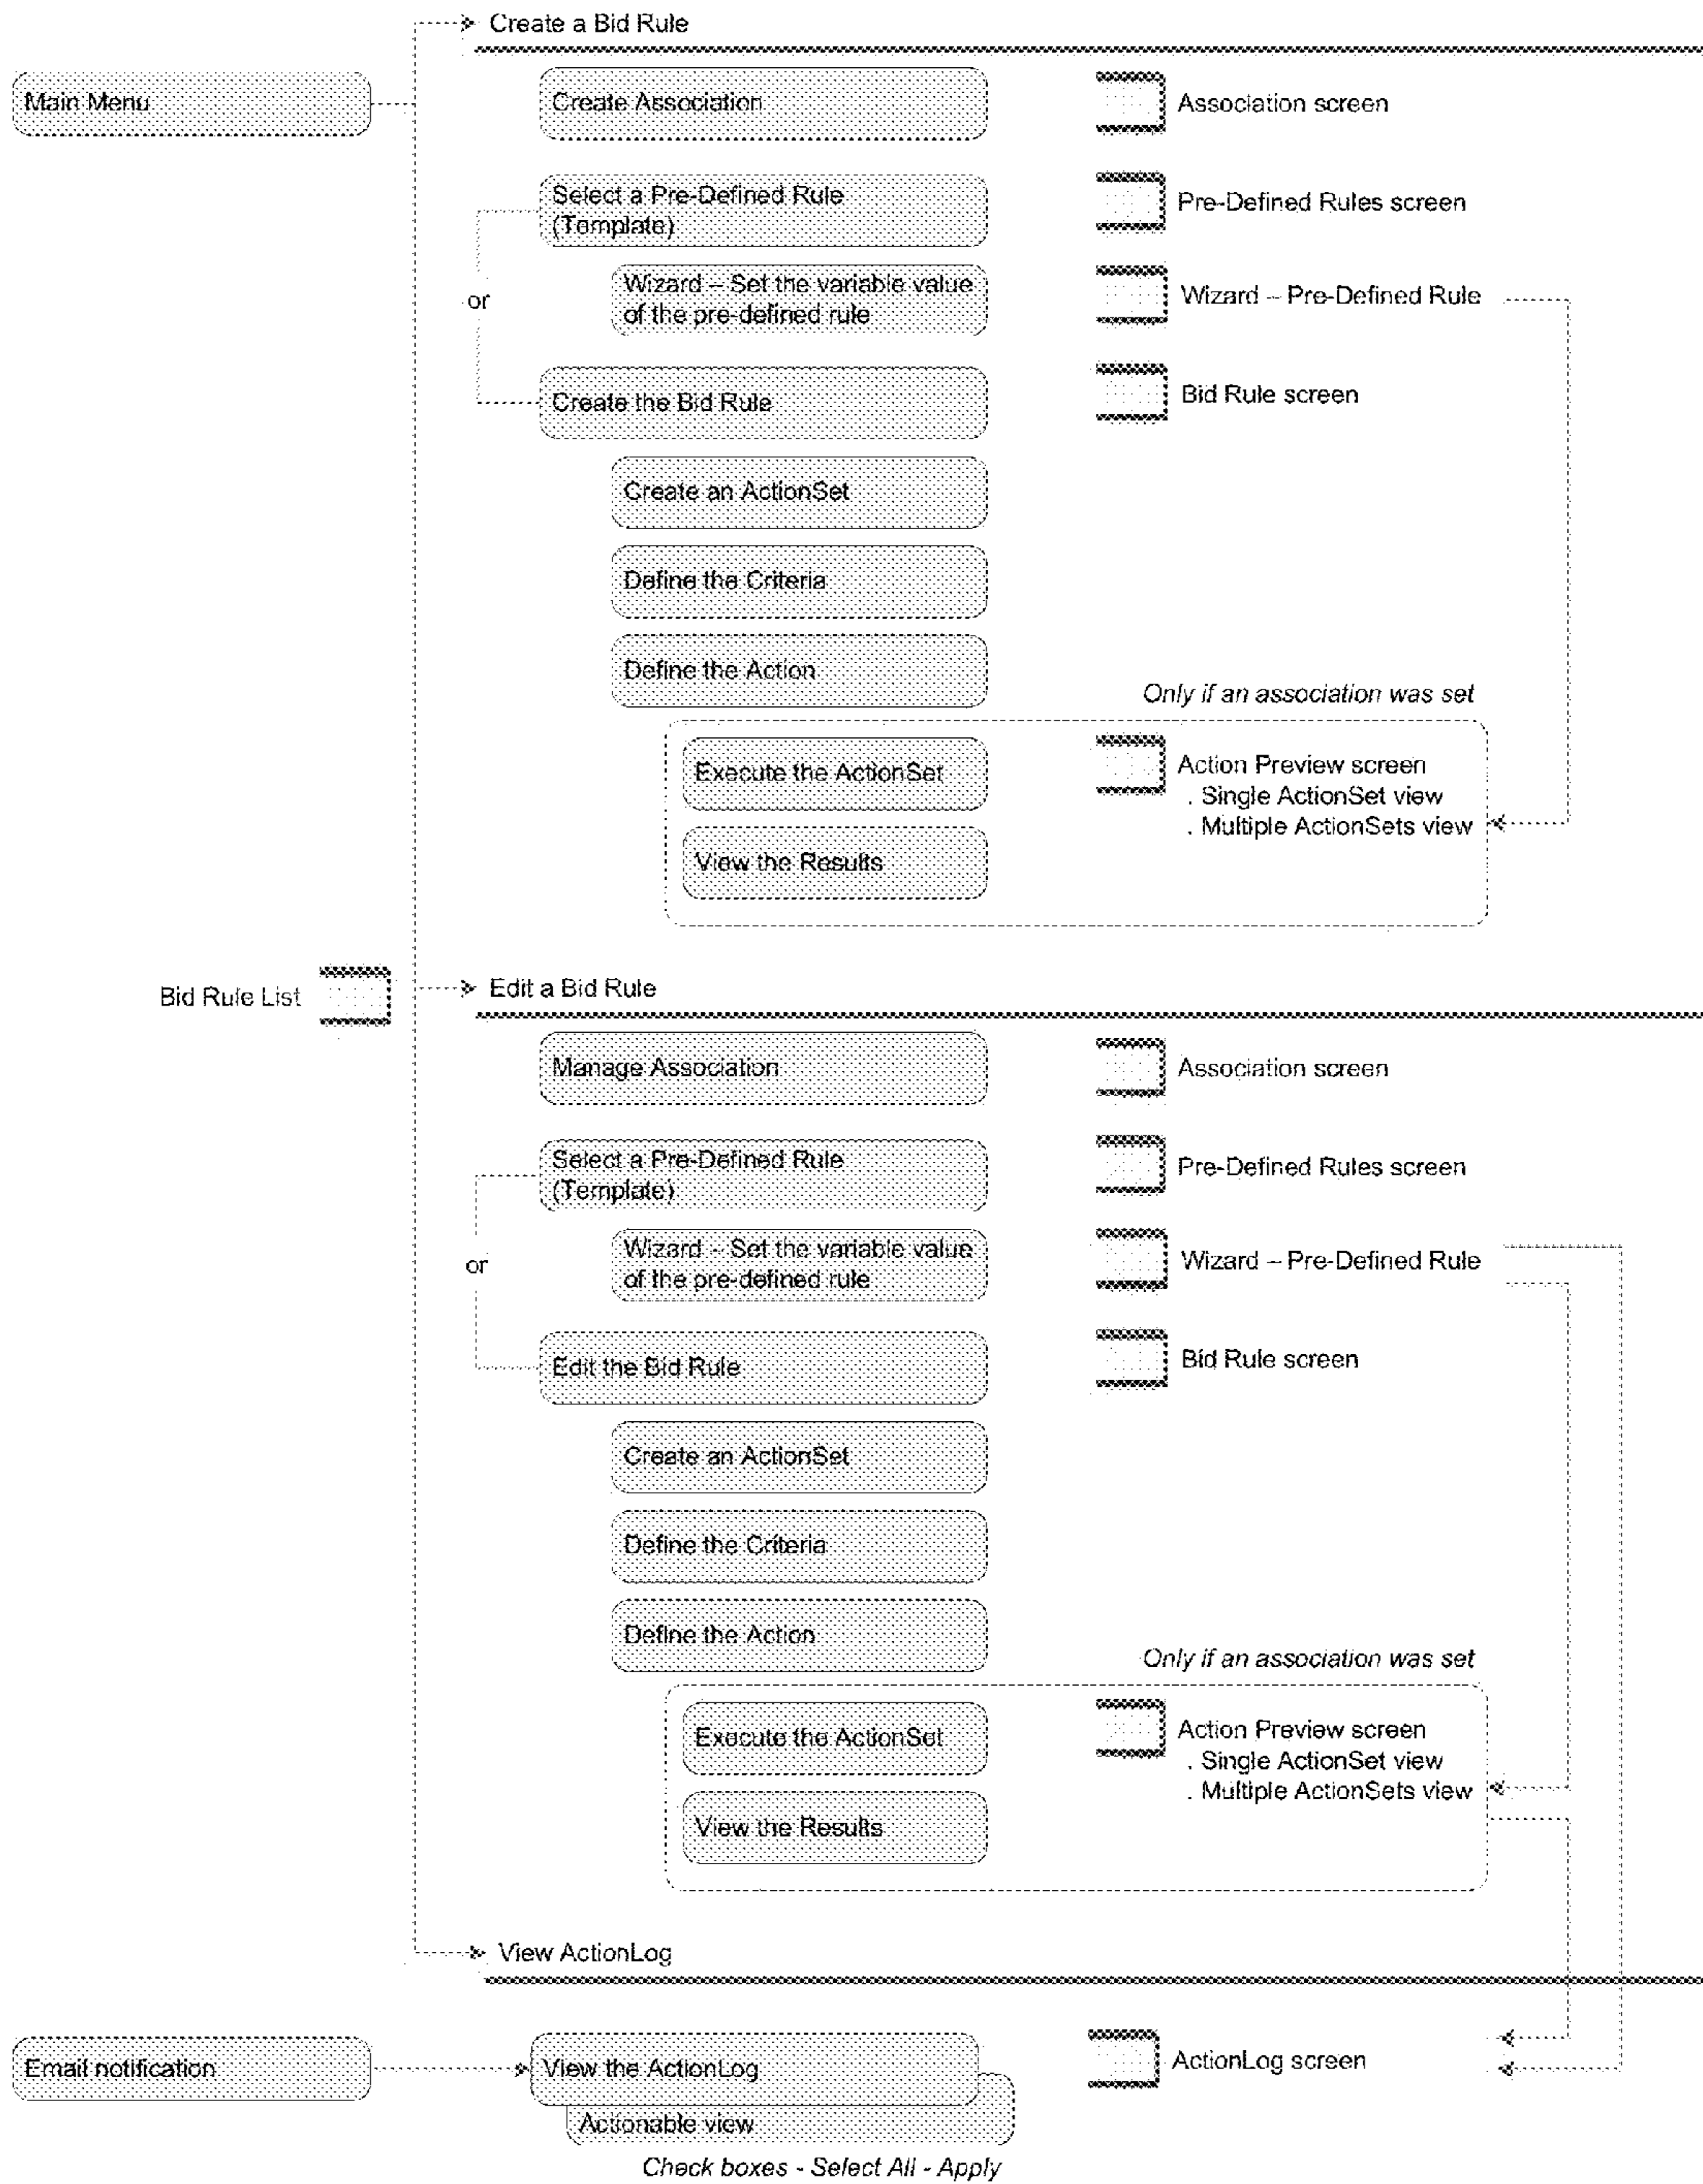 Create a Bid Rule
Main Menu
Create Association
Association screen
Select a Pre-Defined Rule
(Template)
Pre-Defined Rules screen
or
Wizard – Set the variable value
of the pre-defined rule
Wizard – Pre-Defined Rule
Create the Bid Rule
Bid Rule screen
Create an ActionSet
Define the Criteria
Define the Action
Only if an association was set
Execute the ActionSet
Action Preview screen
. Single ActionSet view
. Multiple ActionSets view
View the Results
Bid Rule List
Edit a Bid Rule
Manage Association
Association screen
Select a Pre-Defined Rule
(Template)
Pre-Defined Rules screen
or
Wizard – Set the variable value
of the pre-defined rule
Wizard – Pre-Defined Rule
Edit the Bid Rule
Bid Rule screen
Create an ActionSet
Define the Criteria
Define the Action
Only if an association was set
Execute the ActionSet
Action Preview screen
. Single ActionSet view
. Multiple ActionSets view
View the Results
View ActionLog
Email notification
View the ActionLog
ActionLog screen
Actionable view
Check boxes - Select All - Apply